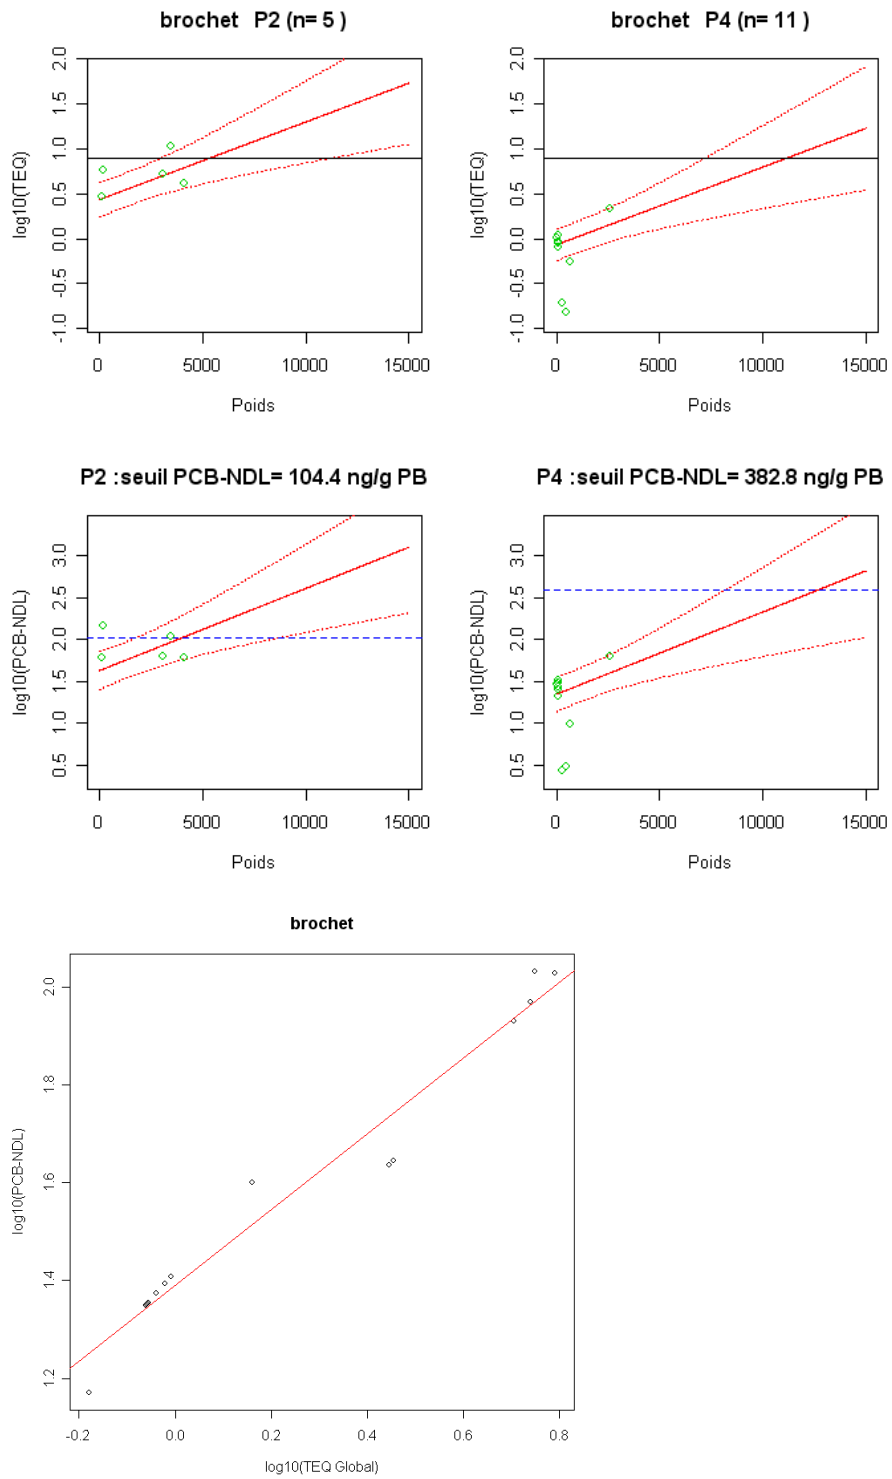 brochet P2 (n= 5 )
log10(TEQ)
-1.0 -0.5 0.0 0.5 1.0 1.5 2.0
0 5000 10000 15000
Poids
brochet P4 (n= 11 )
log10(TEQ)
-1.0 -0.5 0.0 0.5 1.0 1.5 2.0
0 5000 10000 15000
Poids
P2 :seuil PCB-NDL= 104.4 ng/g PB
log10(PCB-NDL)
0.5 1.0 1.5 2.0 2.5 3.0
0 5000 10000 15000
Poids
P4 :seuil PCB-NDL= 382.8 ng/g PB
log10(PCB-NDL)
0.5 1.0 1.5 2.0 2.5 3.0
0 5000 10000 15000
Poids
brochet
log10(PCB-NDL)
1.2 1.4 1.6 1.8 2.0
-0.2 0.0 0.2 0.4 0.6 0.8
log10(TEQ Global)